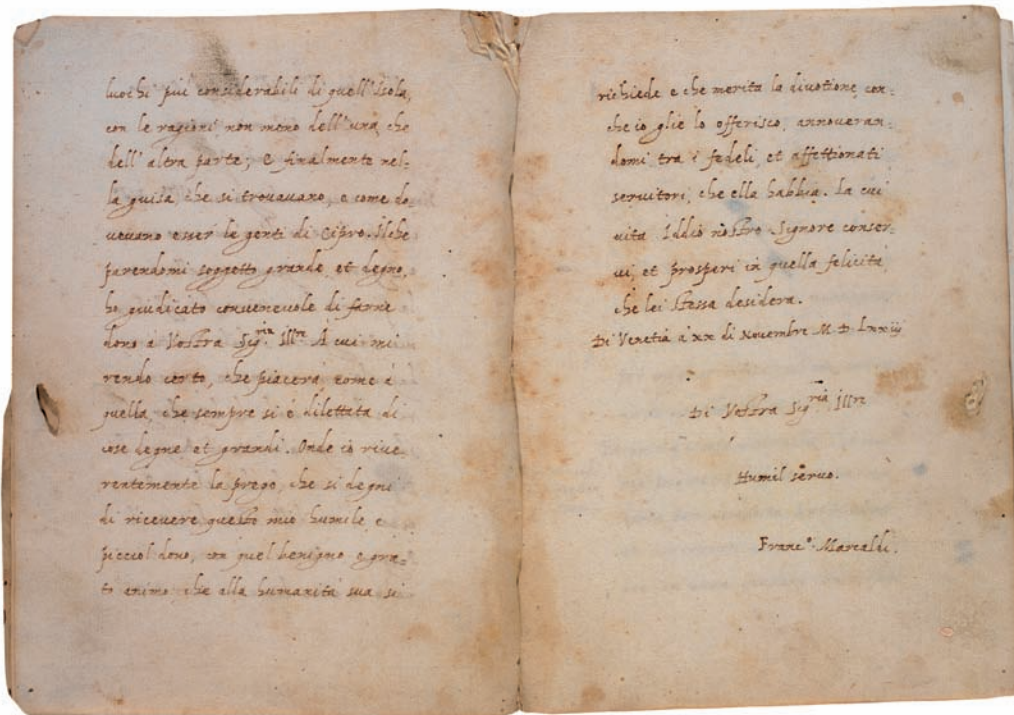 luochi più considerabili di quell'Isola,
con le ragioni non meno dell'una che
dell'altra parte; e finalmente nel-
la guisa, che si trouauano, e come do
ueuano esser le genti di Cipro. Ilche
parendomi soggetto grande, et degno,
ho giudicato conueneuole di farne
dono à Vostra Sig.ria Ill.re A cui mi
rendo certo, che piacerà, come à
quella, che sempre si è dilettata di
cose degne et grandi. Onde io riue-
rentemente la prego, che si degni
di riceuere questo mio humile e
picciol dono, con quel benigno e gra-
to animo, che alla humanità sua si
richiede e che merita la diuotione con-
che io glie lo offerisco, annoueran-
domi tra i fedeli, et affettionati
seruitori, che ella habbia. La cui
vita Iddio nostro Signore conser-
ui, et prosperi in quella felicità
che lei stessa desidera.
Di Venetia a xx di Nouembre M. D. Lxxiij
Di Vostra Sig.ria Ill.re
Humil seruo.
Franc.o Marcaldi.